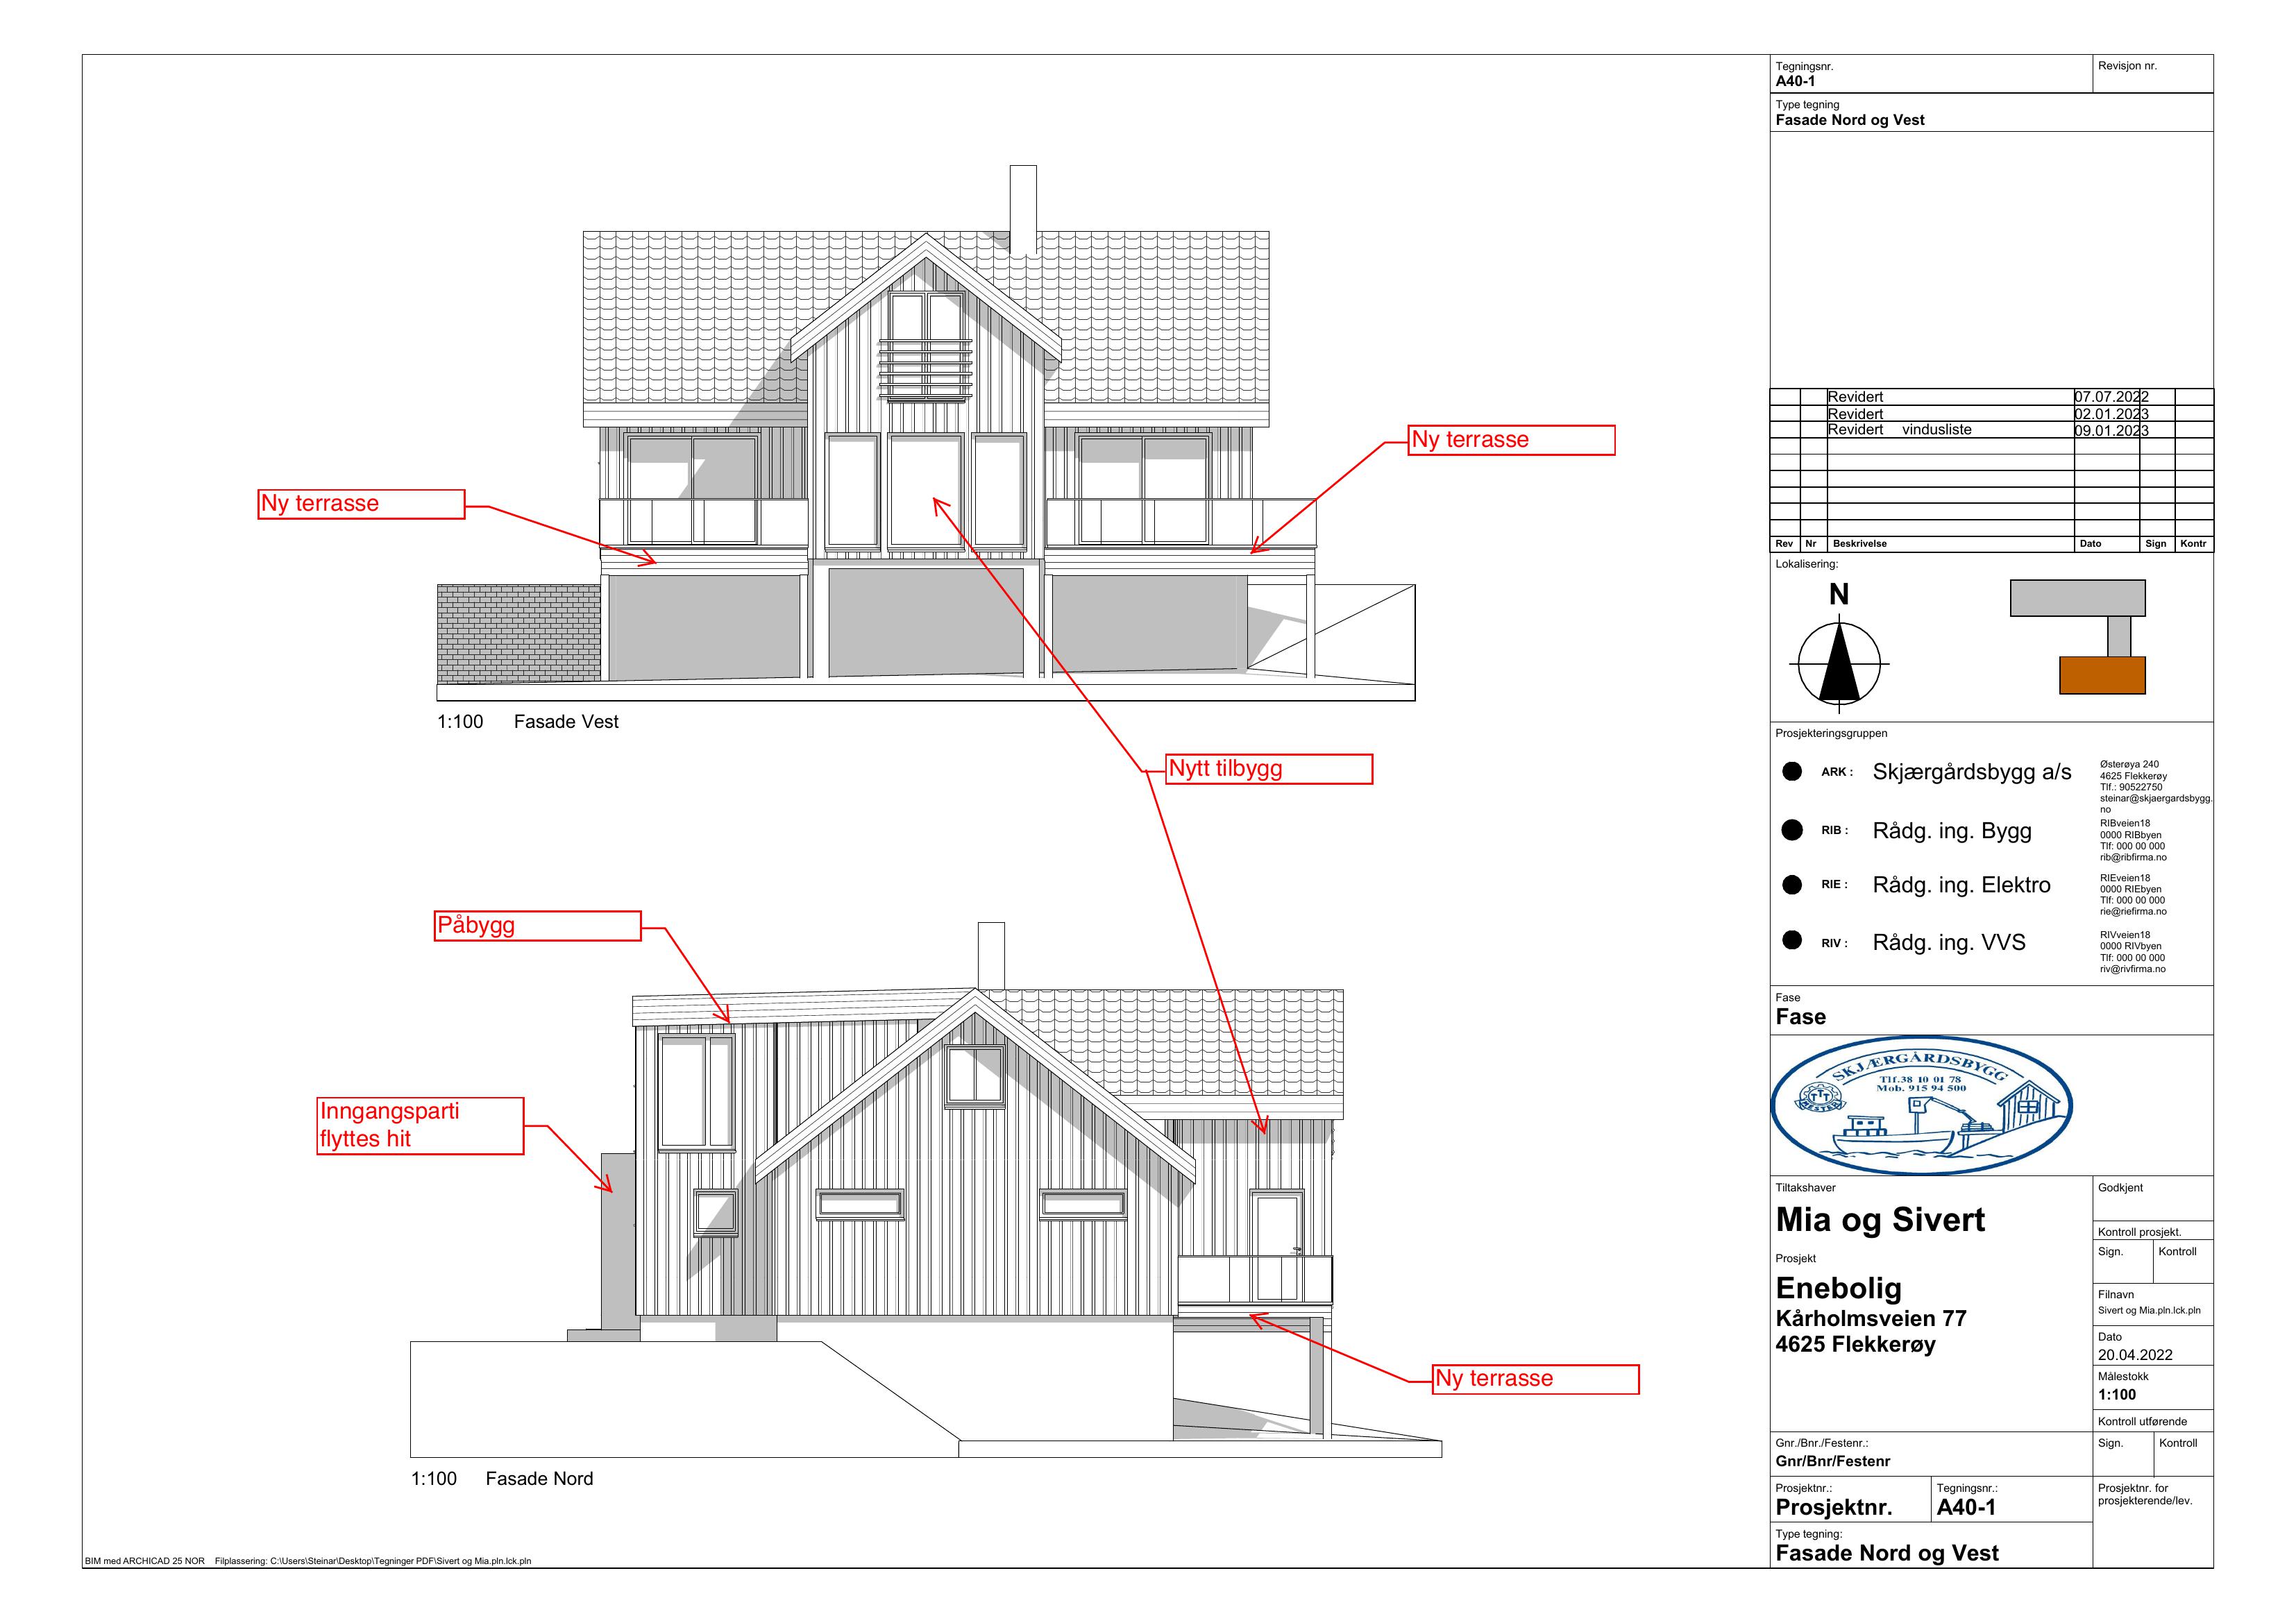 Tegningsnr.
A40-1
Revisjon nr.
Type tegning
Fasade Nord og Vest
Ny terrasse
Ny terrasse
1:100 Fasade Vest
Nytt tilbygg
Påbygg
Inngangsparti
flyttes hit
Ny terrasse
1:100 Fasade Nord
BIM med ARCHICAD 25 NOR Filplassering: C:\Users\Steinar\Desktop\Tegninger PDF\Sivert og Mia.pln.lck.pln
Revidert 07.07.2022
Revidert 02.01.2023
Revidert vindusliste 09.01.2023
Rev Nr Beskrivelse Dato Sign Kontr
Lokalisering:
N
Prosjekteringsgruppen
ARK : Skjærgårdsbygg a/s
Østerøya 240
4625 Flekkerøy
Tlf.: 90522750
steinar@skjaergardsbygg.
no
RIB : Rådg. ing. Bygg
RIBveien18
0000 RIBbyen
Tlf: 000 00 000
rib@ribfirma.no
RIE : Rådg. ing. Elektro
RIEveien18
0000 RIEbyen
Tlf: 000 00 000
rie@riefirma.no
RIV : Rådg. ing. VVS
RIVveien18
0000 RIVbyen
Tlf: 000 00 000
riv@rivfirma.no
Fase
Fase
SKJÆRGÅRDSBYGG
Tlf.38 10 01 78
Mob. 915 94 500
MESTER
Tiltakshaver
Mia og Sivert
Prosjekt
Enebolig
Kårholmsveien 77
4625 Flekkerøy
Godkjent
Kontroll prosjekt.
Sign. Kontroll
Filnavn
Sivert og Mia.pln.lck.pln
Dato
20.04.2022
Målestokk
1:100
Kontroll utførende
Sign. Kontroll
Gnr./Bnr./Festenr.:
Gnr/Bnr/Festenr
Prosjektnr.:
Prosjektnr.
Tegningsnr.:
A40-1
Prosjektnr. for
prosjekterende/lev.
Type tegning:
Fasade Nord og Vest